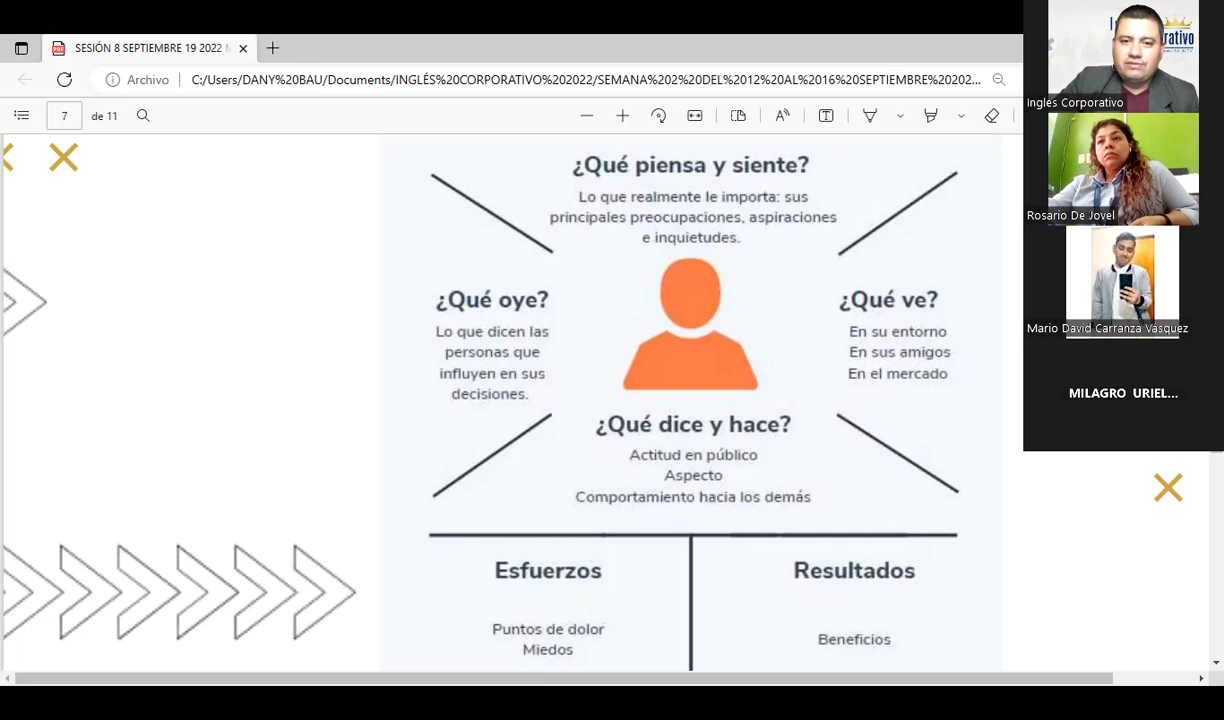 SESIÓN 8 SEPTIEMBRE 19 2022
Archivo
C:/Users/DANY%20BAU/Documents/INGLÉS%20CORPORATIVO%202022/SEMANA%202%20DEL%2012%20AL%2016%20SEPTIEMBRE%20202...
7
de 11
¿Qué piensa y siente?
Lo que realmente le importa: sus
principales preocupaciones, aspiraciones
e inquietudes.
¿Qué oye?
Lo que dicen las
personas que
influyen en sus
decisiones.
¿Qué ve?
En su entorno
En sus amigos
En el mercado
¿Qué dice y hace?
Actitud en público
Aspecto
Comportamiento hacia los demás
Esfuerzos
Puntos de dolor
Miedos
Resultados
Beneficios
Inglés Corporativo
Rosario De Jovel
Mario David Carranza Vásquez
MILAGRO URIEL...